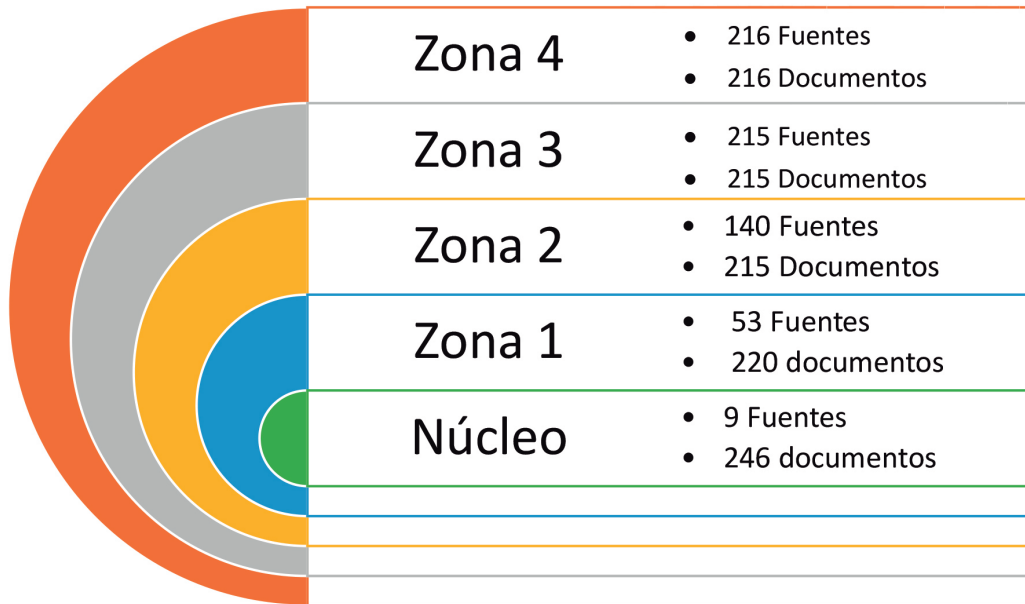 Zona 4
• 216 Fuentes
• 216 Documentos
Zona 3
• 215 Fuentes
• 215 Documentos
Zona 2
• 140 Fuentes
• 215 Documentos
Zona 1
• 53 Fuentes
• 220 documentos
Núcleo
• 9 Fuentes
• 246 documentos